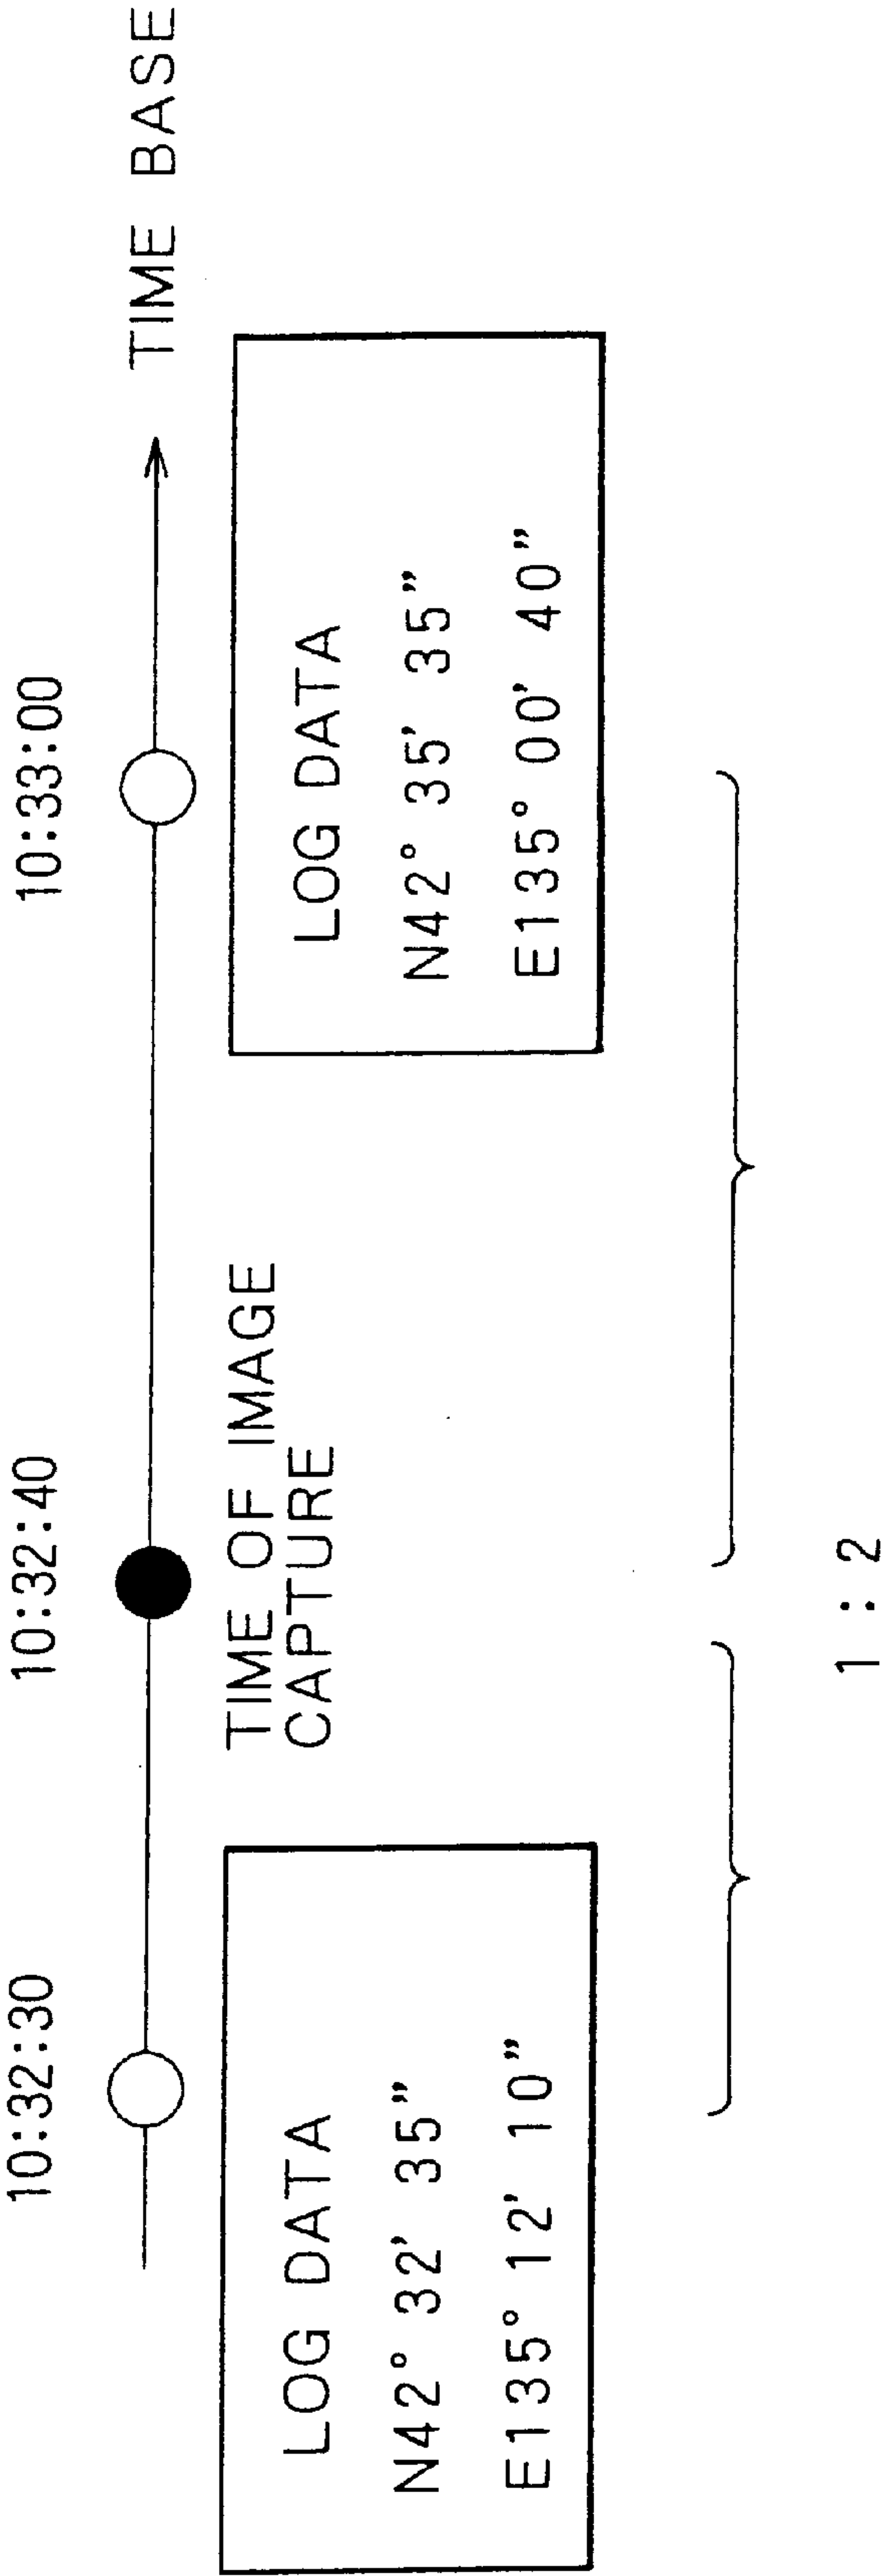 10:32:30
10:32:40
10:33:00
TIME BASE
LOG DATA
N42° 32' 35”
E135° 12' 10”
TIME OF IMAGE
CAPTURE
LOG DATA
N42° 35' 35”
E135° 00' 40”
1 : 2